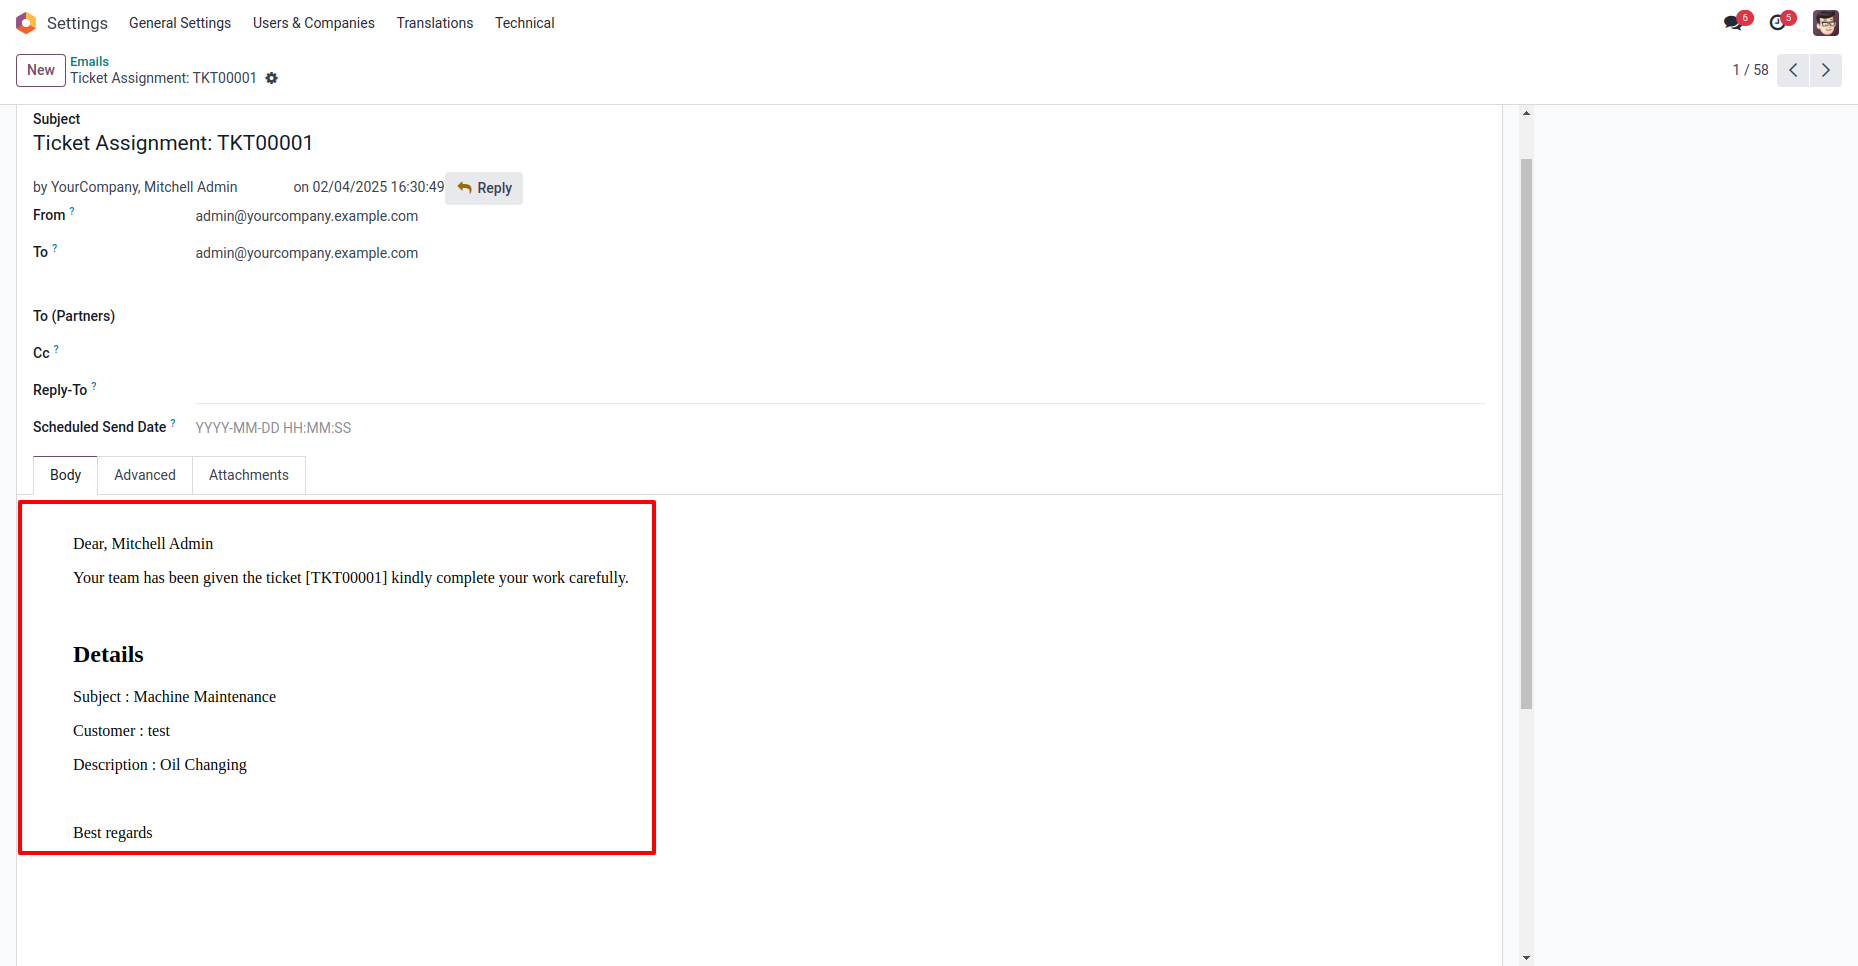 Settings General Settings Users & Companies Translations Technical 6 5
New Emails
Ticket Assignment: TKT00001
1 / 58
Subject
Ticket Assignment: TKT00001
by YourCompany, Mitchell Admin on 02/04/2025 16:30:49 Reply
From ? admin@yourcompany.example.com
To ? admin@yourcompany.example.com
To (Partners)
Cc ?
Reply-To ?
Scheduled Send Date ? YYYY-MM-DD HH:MM:SS
Body Advanced Attachments
Dear, Mitchell Admin
Your team has been given the ticket [TKT00001] kindly complete your work carefully.
Details
Subject : Machine Maintenance
Customer : test
Description : Oil Changing
Best regards